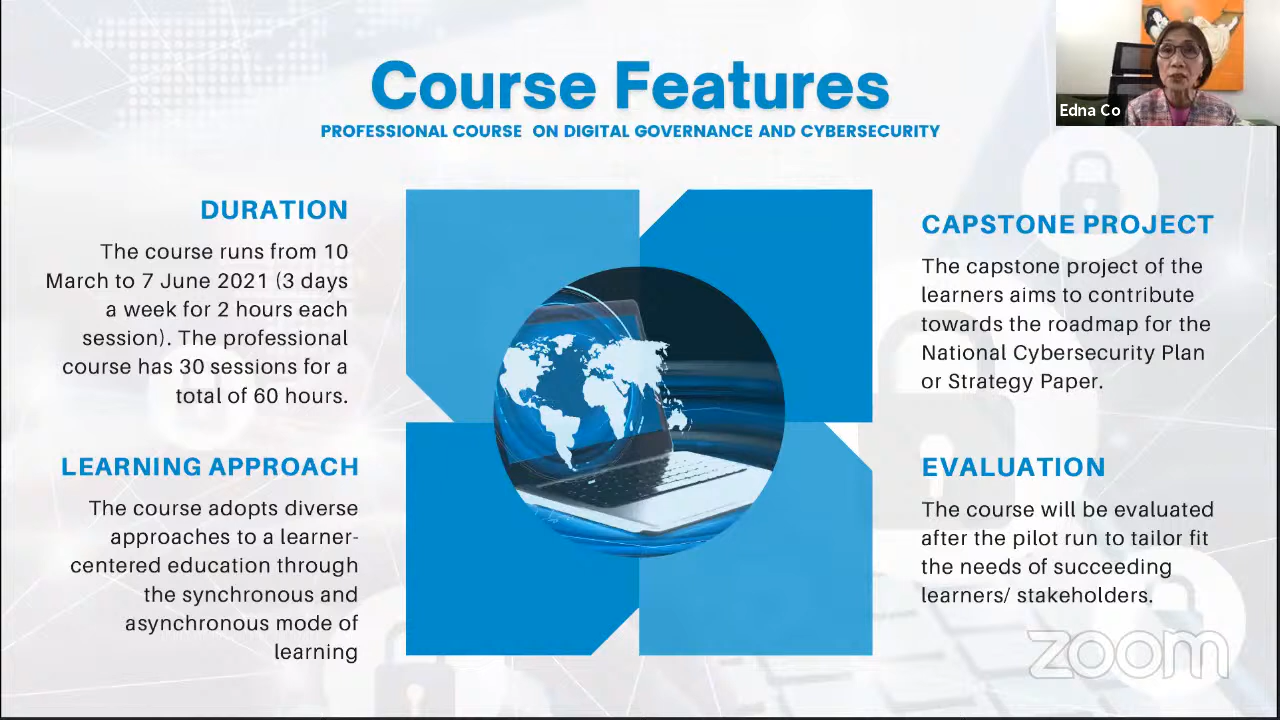 Course Features
PROFESSIONAL COURSE ON DIGITAL GOVERNANCE AND CYBERSECURITY
Edna Co
DURATION
The course runs from 10
March to 7 June 2021 (3 days
a week for 2 hours each
session). The professional
course has 30 sessions for a
total of 60 hours.
LEARNING APPROACH
The course adopts diverse
approaches to a learner-
centered education through
the synchronous and
asynchronous mode of
learning
CAPSTONE PROJECT
The capstone project of the
learners aims to contribute
towards the roadmap for the
National Cybersecurity Plan
or Strategy Paper.
EVALUATION
The course will be evaluated
after the pilot run to tailor fit
the needs of succeeding
learners/ stakeholders.
zoom